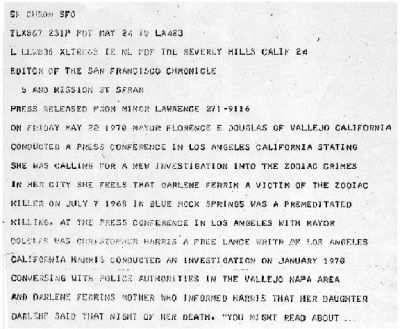 SF CHRON SFO
TLX867 231P PDT MAY 24 70 LA423
L LLW036 XLT8635 IE NL PDF TDL BEVERLY HILLS CALIF 24
EDITOR OF THE SAN FRANCISCO CHRONICLE
5 AND MISSION ST SFRAN
PRESS RELEASED FROM MINOR LAWRENCE 271-9116
ON FRIDAY MAY 22 1970 MAYOR FLORENCE E DOUGLAS OF VALLEJO CALIFORNIA
CONDUCTED A PRESS CONFERENCE IN LOS ANGELES CALIFORNIA STATING
SHE WAS CALLING FOR A NEW INVESTIGATION INTO THE ZODIAC CRIMES
IN HER CITY SHE FEELS THAT DARLENE FERRIN A VICTIM OF THE ZODIAC
KILLER ON JULY 7 1968 IN BLUE ROCK SPRINGS WAS A PREMEDITATED
KILLING. AT THE PRESS CONFERENCE IN LOS ANGELES WITH MAYOR
DOUGLAS WAS CHRISTOPHER HARRIS A FREE LANCE WRITR OF LOS ANGELES
CALIFORNIA HARRIS CONDUCTED AN INVESTIGATION ON JANUARY 1970
CONVERSING WITH POLICE AUTHORITIES IN THE VALLEJO NAPA AREA
AND DARLENE FERRINS MOTHER WHO INFORMED HARRIS THAT HER DAUGHTER
DARLENE SAID THAT NIGHT OF HER DEATH. "YOU MIGHT READ ABOUT ...